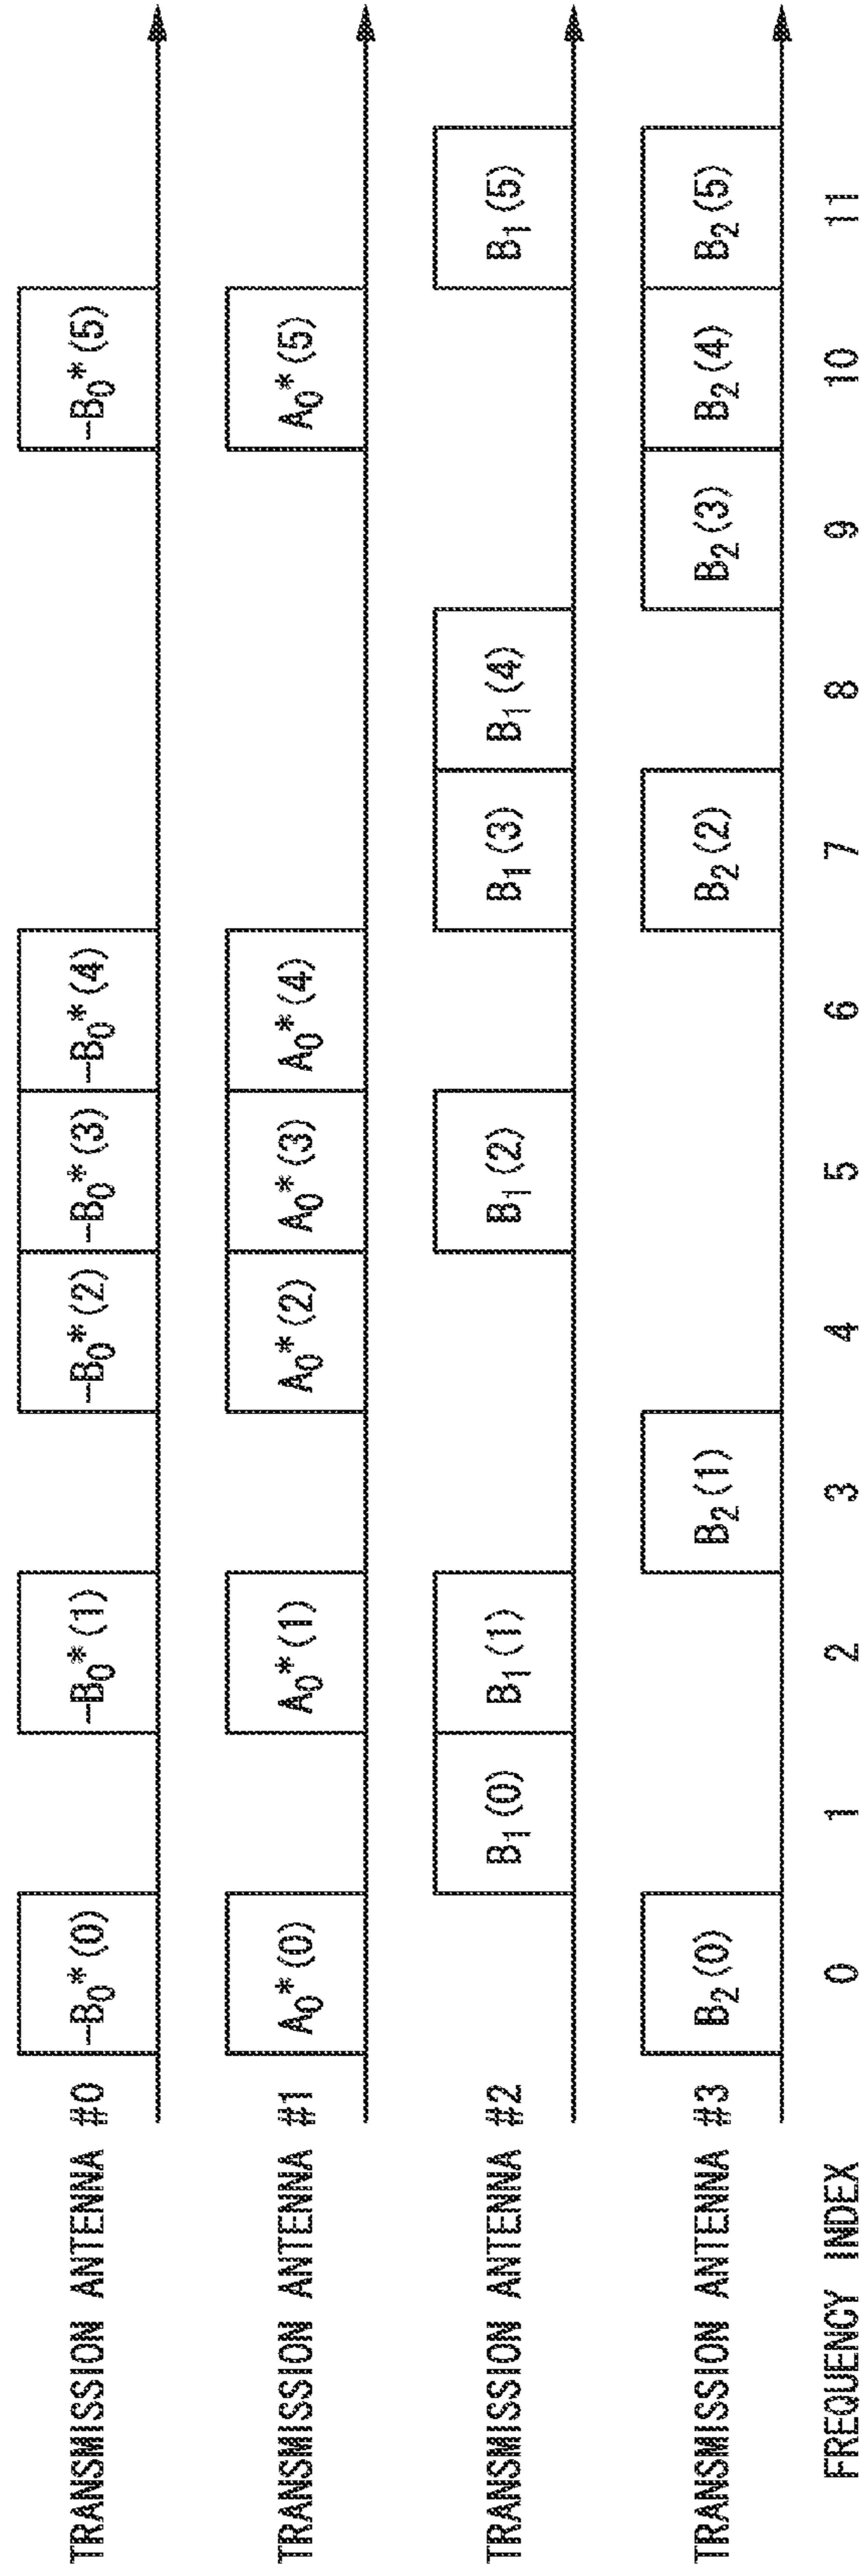 TRANSMISSION ANTENNA #0 −B₀*(0) −B₀*(1) −B₀*(2) −B₀*(3) −B₀*(4) −B₀*(5)
TRANSMISSION ANTENNA #1 A₀*(0) A₀*(1) A₀*(2) A₀*(3) A₀*(4) A₀*(5)
TRANSMISSION ANTENNA #2 B₁(0) B₁(1) B₁(2) B₁(3) B₁(4) B₁(5)
TRANSMISSION ANTENNA #3 B₂(0) B₂(1) B₂(2) B₂(3) B₂(4) B₂(5)
FREQUENCY INDEX 0 1 2 3 4 5 6 7 8 9 10 11